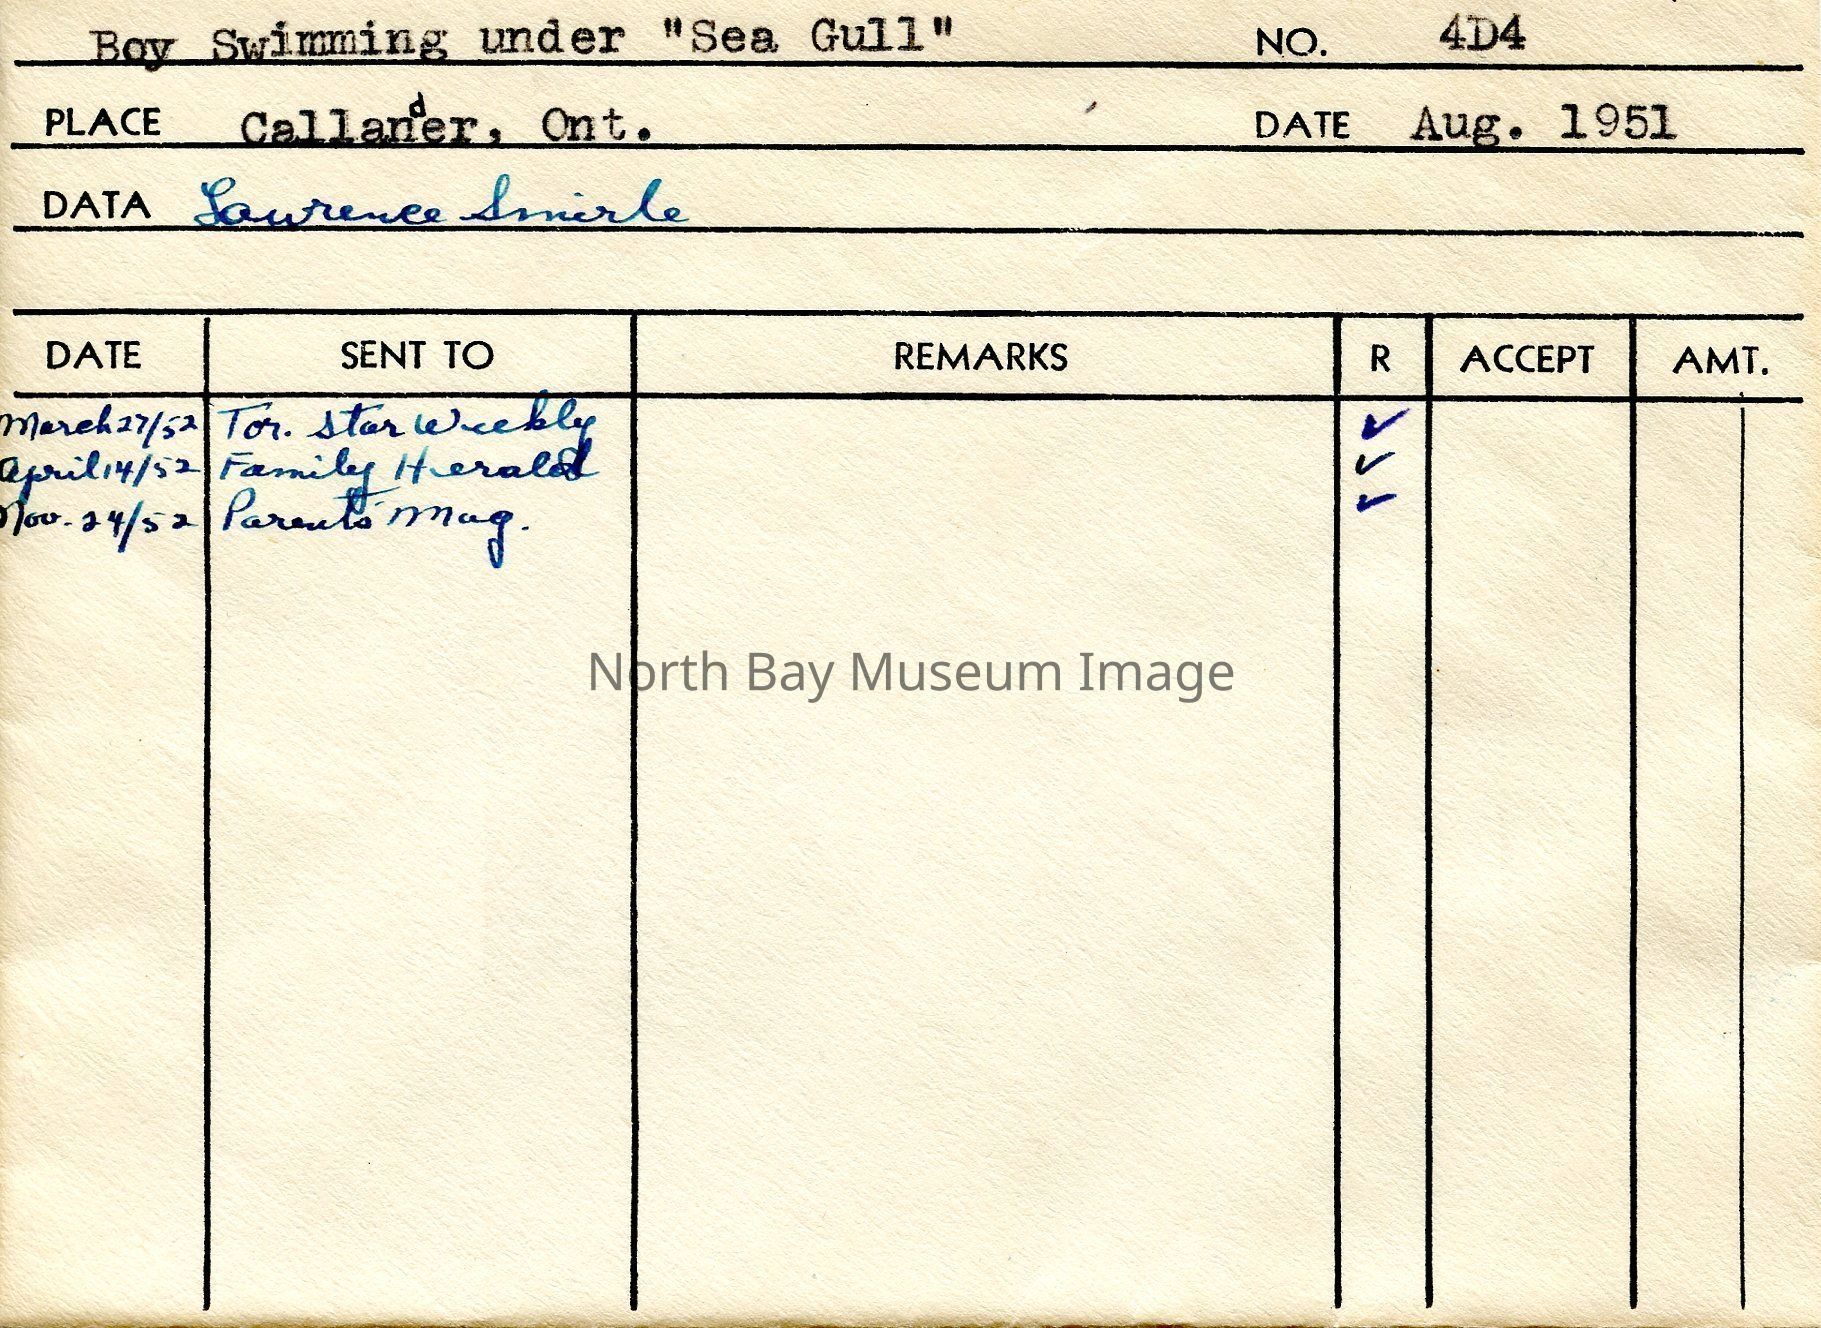 Boy Swimming under "Sea Gull" NO. 4D4
PLACE Callander, Ont. DATE Aug. 1951
DATA Lawrence Smirle
DATE SENT TO REMARKS R ACCEPT AMT.
March 27/52 Tor. Star Weekly ✓
April 14/52 Family Herald ✓
Nov. 24/52 Parents' Mag. ✓
North Bay Museum Image